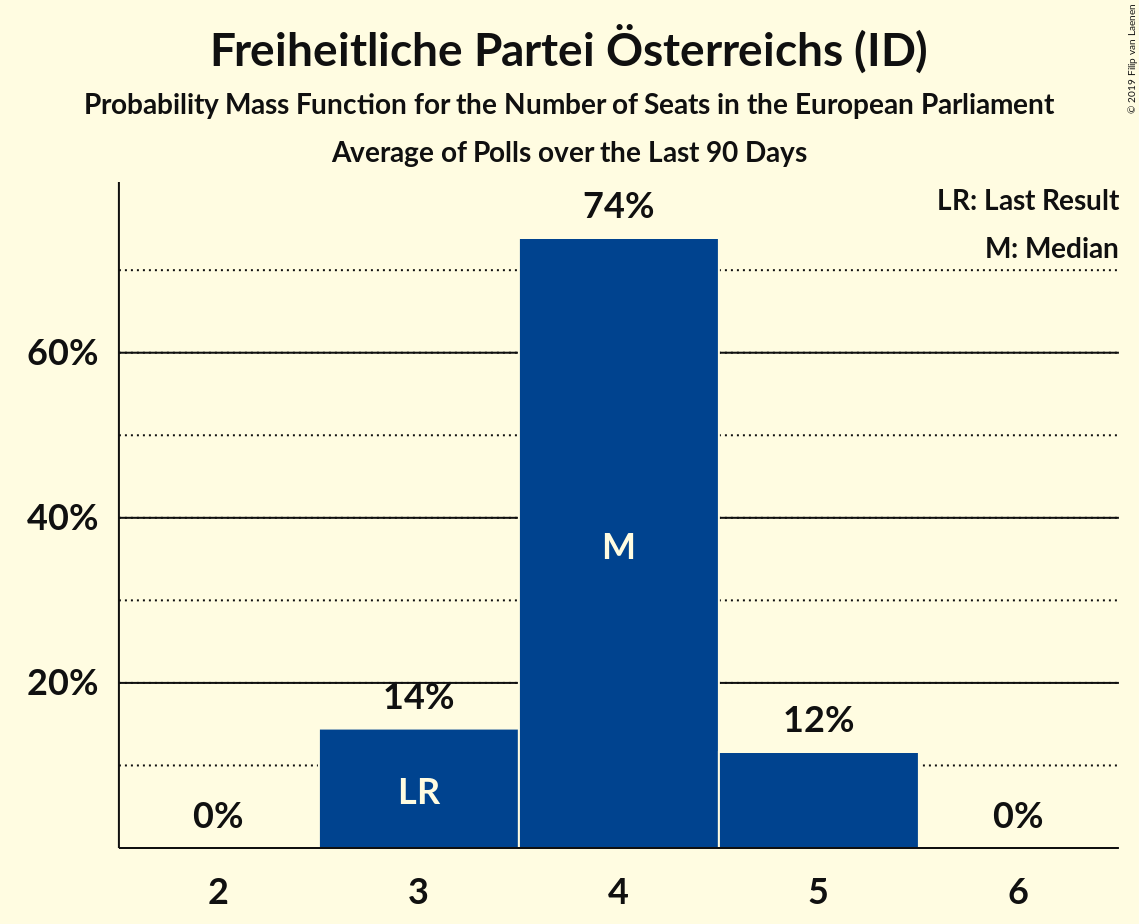 Freiheitliche Partei Österreichs (ID)
Probability Mass Function for the Number of Seats in the European Parliament
Average of Polls over the Last 90 Days
© 2019 Filip van Laenen
LR: Last Result
M: Median
74%
60%
40%
M
20%
14%
12%
LR
0%
0%
2 3 4 5 6